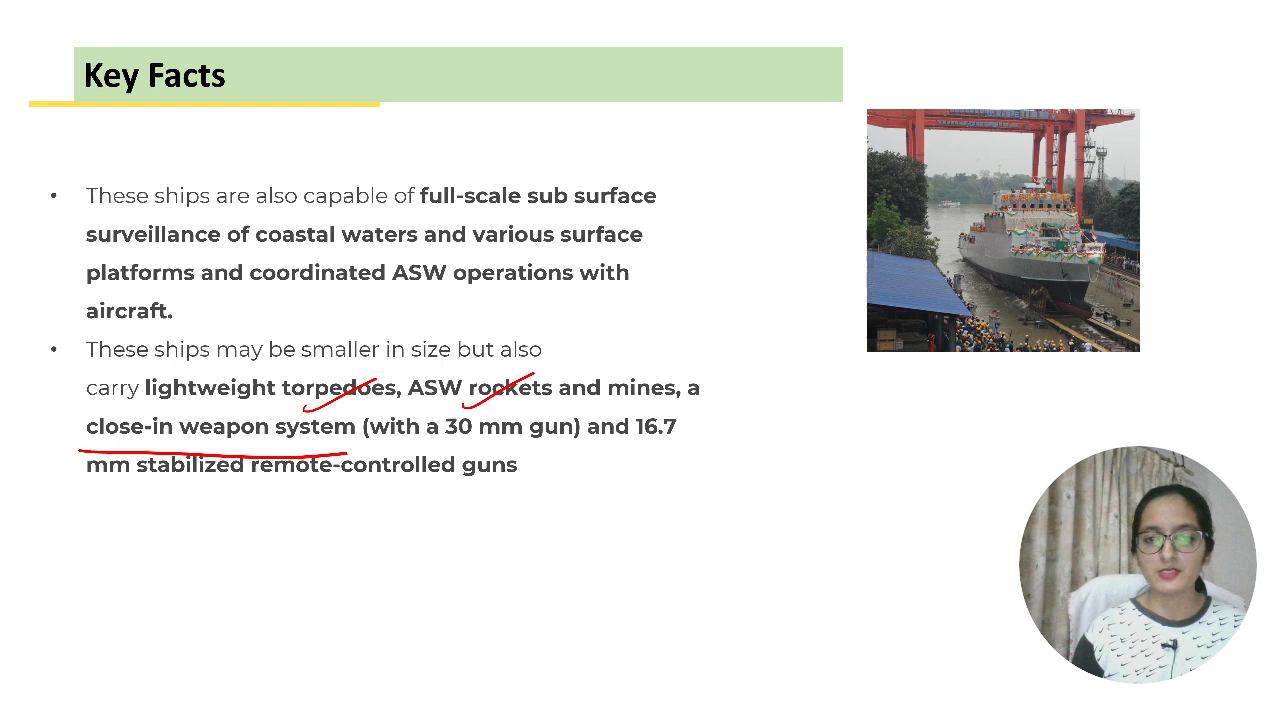 Key Facts
• These ships are also capable of full-scale sub surface
surveillance of coastal waters and various surface
platforms and coordinated ASW operations with
aircraft.
• These ships may be smaller in size but also
carry lightweight torpedoes, ASW rockets and mines, a
close-in weapon system (with a 30 mm gun) and 16.7
mm stabilized remote-controlled guns